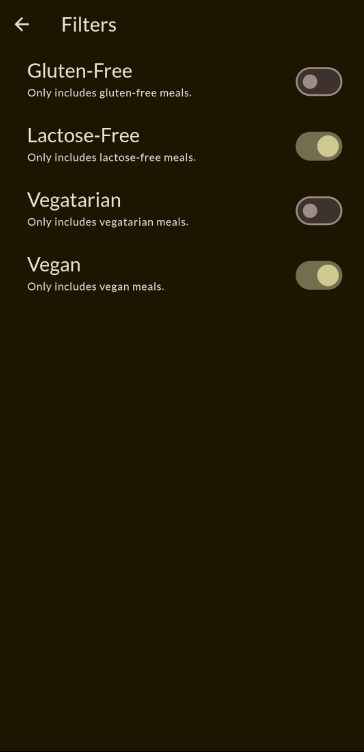 Filters
Gluten-Free
Only includes gluten-free meals.
Lactose-Free
Only includes lactose-free meals.
Vegatarian
Only includes vegatarian meals.
Vegan
Only includes vegan meals.